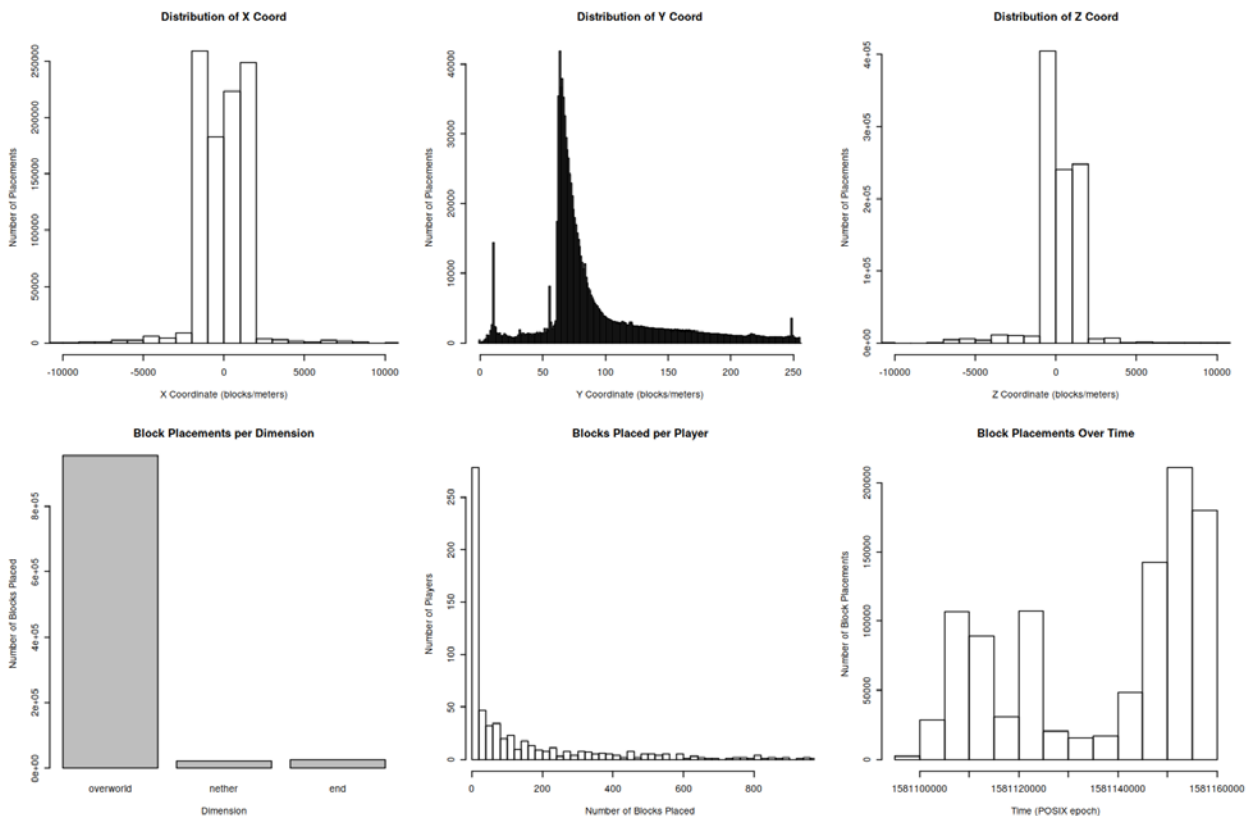 Distribution of X Coord
Number of Placements
250000
200000
150000
100000
50000
0
-10000 -5000 0 5000 10000
X Coordinate (blocks/meters)
Distribution of Y Coord
Number of Placements
40000
30000
20000
10000
0
0 50 100 150 200 250
Y Coordinate (blocks/meters)
Distribution of Z Coord
Number of Placements
4e+05
3e+05
2e+05
1e+05
0e+00
-10000 -5000 0 5000 10000
Z Coordinate (blocks/meters)
Block Placements per Dimension
Number of Blocks Placed
8e+05
6e+05
4e+05
2e+05
0e+00
overworld nether end
Dimension
Blocks Placed per Player
Number of Players
250
200
150
100
50
0
0 200 400 600 800
Number of Blocks Placed
Block Placements Over Time
Number of Block Placements
200000
150000
100000
50000
0
1581100000 1581120000 1581140000 1581160000
Time (POSIX epoch)